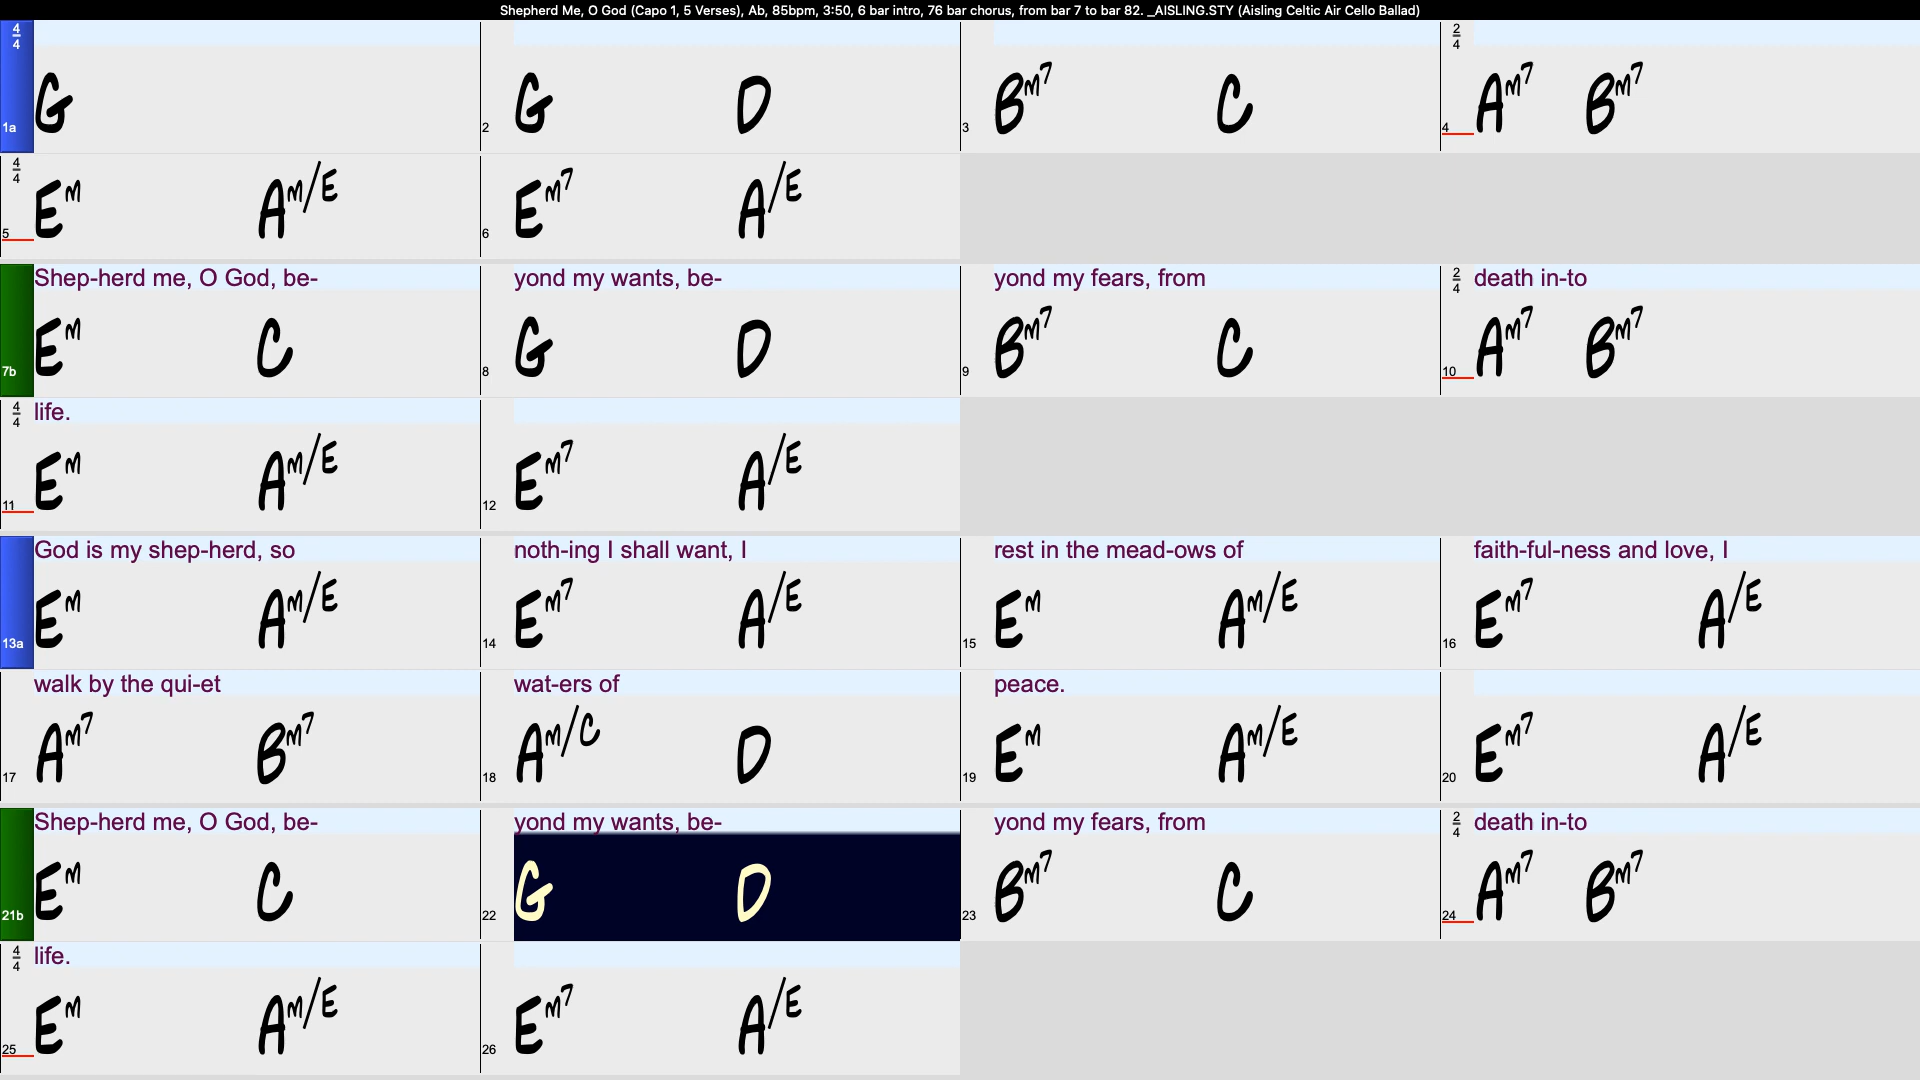 Shepherd Me, O God (Capo 1, 5 Verses), Ab, 85bpm, 3:50, 6 bar intro, 76 bar chorus, from bar 7 to bar 82. _AISLING.STY (Aisling Celtic Air Cello Ballad)
4/4 2/4
1a G 2 G D 3 Bm7 C 4 Am7 Bm7
4/4
5 Em Am/E 6 Em7 A/E
Shep-herd me, O God, be- yond my wants, be- yond my fears, from 2/4 death in-to
7b Em C 8 G D 9 Bm7 C 10 Am7 Bm7
4/4 life.
11 Em Am/E 12 Em7 A/E
God is my shep-herd, so noth-ing I shall want, I rest in the mead-ows of faith-ful-ness and love, I
13a Em Am/E 14 Em7 A/E 15 Em Am/E 16 Em7 A/E
walk by the qui-et wat-ers of peace.
17 Am7 Bm7 18 Am/C D 19 Em Am/E 20 Em7 A/E
Shep-herd me, O God, be- yond my wants, be- yond my fears, from 2/4 death in-to
21b Em C 22 G D 23 Bm7 C 24 Am7 Bm7
4/4 life.
25 Em Am/E 26 Em7 A/E